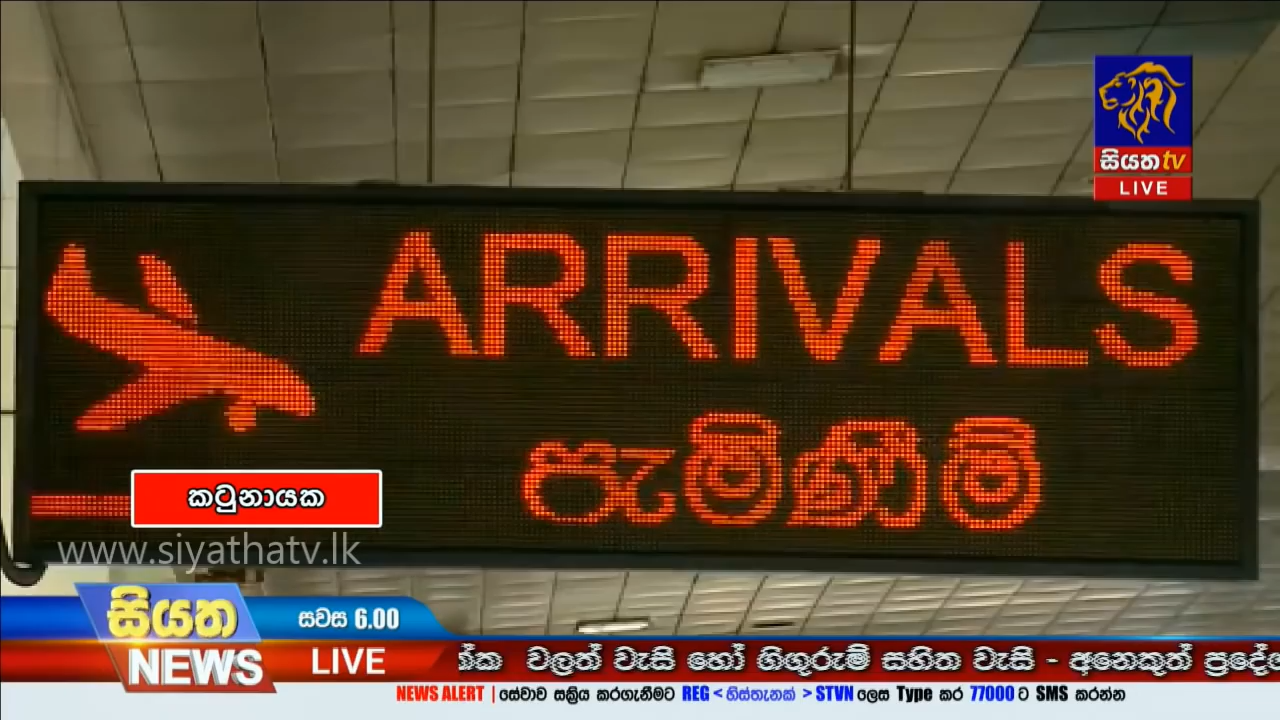 සියත tv
LIVE
ARRIVALS
පැමිණීම්
කටුනායක
www.siyathatv.lk
සියත
NEWS
සවස 6.00
LIVE
වලත් වැසි හෝ ගිගුරුම් සහිත වැසි - අනෙකුත්
NEWS ALERT | සේවාව සක්‍රිය කරගැනීමට REG < හිස්තැනක් > STVN ලෙස Type කර 77000 ට SMS කරන්න